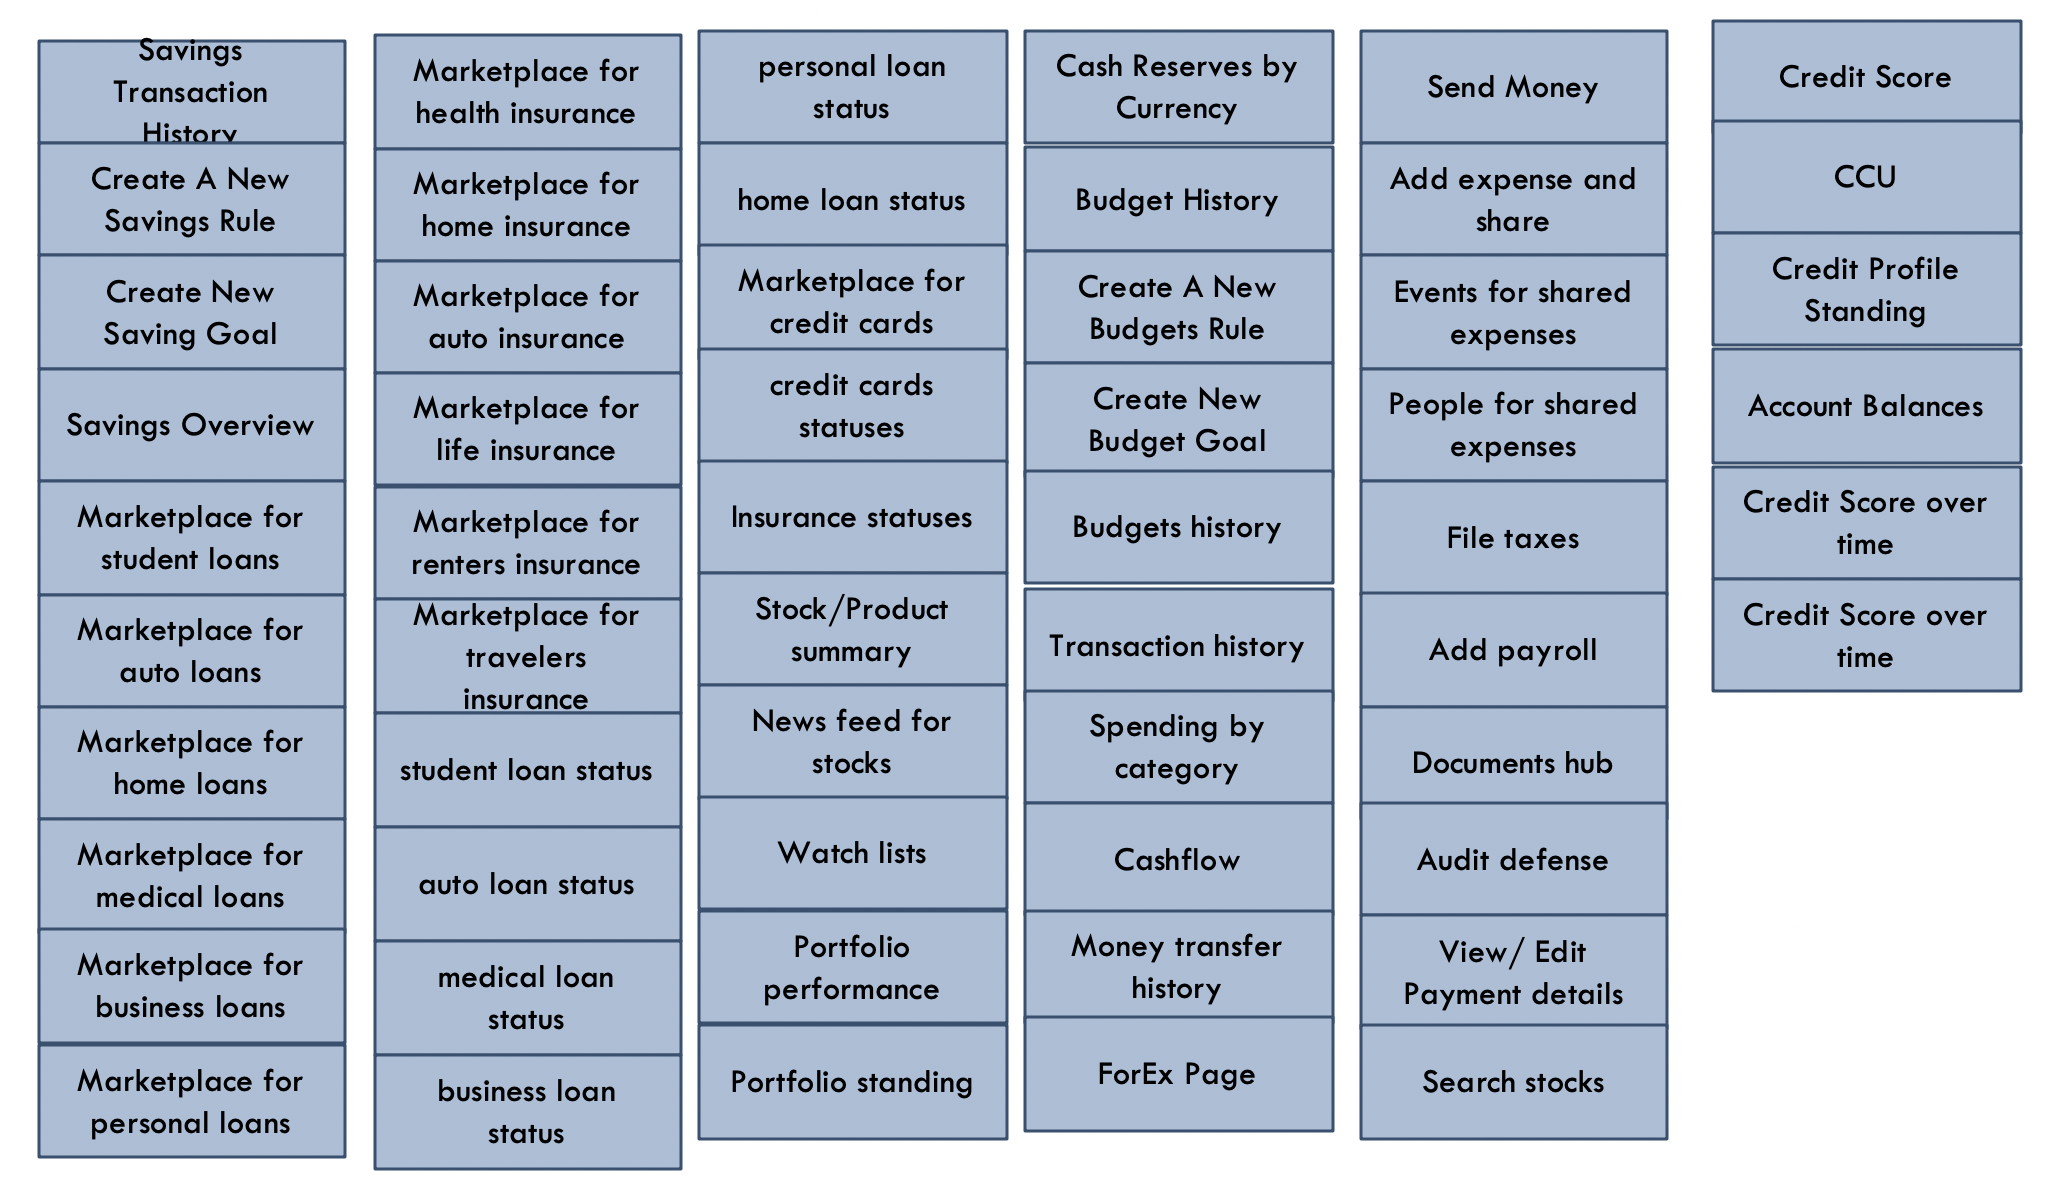 Savings
Transaction
History
Create A New
Savings Rule
Create New
Saving Goal
Savings Overview
Marketplace for
student loans
Marketplace for
auto loans
Marketplace for
home loans
Marketplace for
medical loans
Marketplace for
business loans
Marketplace for
personal loans
Marketplace for
health insurance
Marketplace for
home insurance
Marketplace for
auto insurance
Marketplace for
life insurance
Marketplace for
renters insurance
Marketplace for
travelers
insurance
student loan status
auto loan status
medical loan
status
business loan
status
personal loan
status
home loan status
Marketplace for
credit cards
credit cards
statuses
Insurance statuses
Stock/Product
summary
News feed for
stocks
Watch lists
Portfolio
performance
Portfolio standing
Cash Reserves by
Currency
Budget History
Create A New
Budgets Rule
Create New
Budget Goal
Budgets history
Transaction history
Spending by
category
Cashflow
Money transfer
history
ForEx Page
Send Money
Add expense and
share
Events for shared
expenses
People for shared
expenses
File taxes
Add payroll
Documents hub
Audit defense
View/ Edit
Payment details
Search stocks
Credit Score
CCU
Credit Profile
Standing
Account Balances
Credit Score over
time
Credit Score over
time